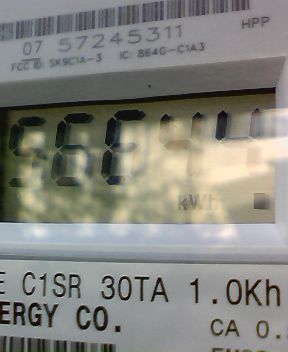 HPP
07 57245311
FCC ID: SK9C1A-3 IC: 864G-C1A3
56644
kWh
E C1SR 30TA 1.0Kh
ERGY CO.
CA 0.